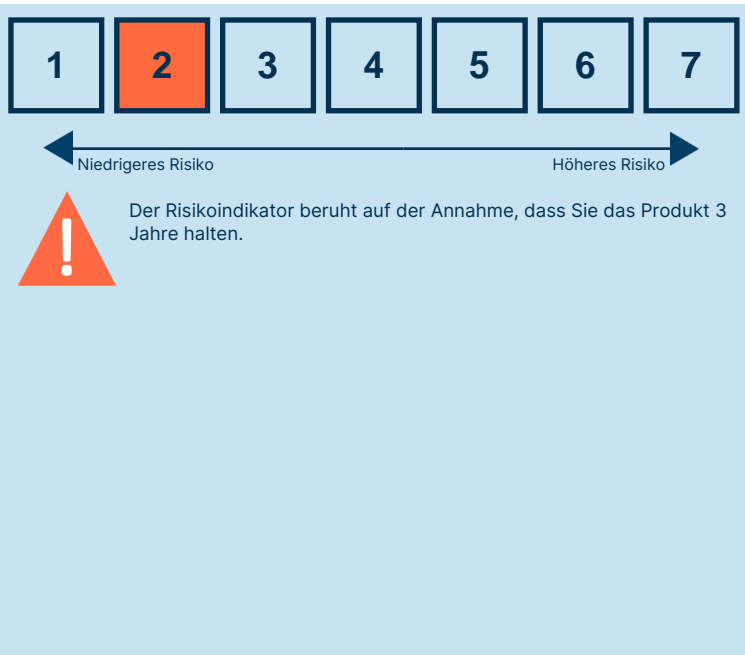 1 2 3 4 5 6 7
Niedrigeres Risiko Höheres Risiko
Der Risikoindikator beruht auf der Annahme, dass Sie das Produkt 3
Jahre halten.